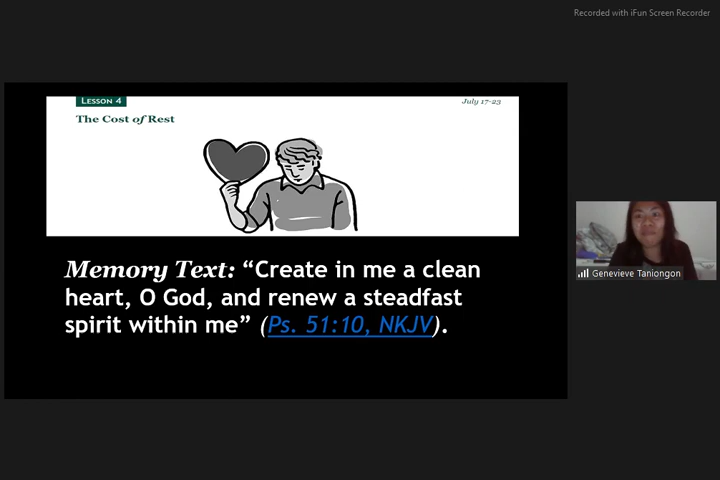 Recorded with iFun Screen Recorder
LESSON 4
July 17-23
The Cost of Rest
Memory Text: “Create in me a clean
heart, O God, and renew a steadfast
spirit within me” (Ps. 51:10, NKJV).
Genevieve Taniongon